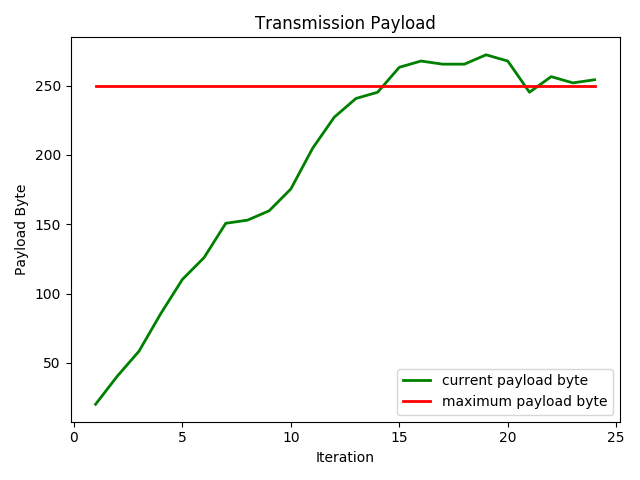 Transmission Payload
Payload Byte
250
200
150
100
50
0
5
10
15
20
25
Iteration
current payload byte
maximum payload byte